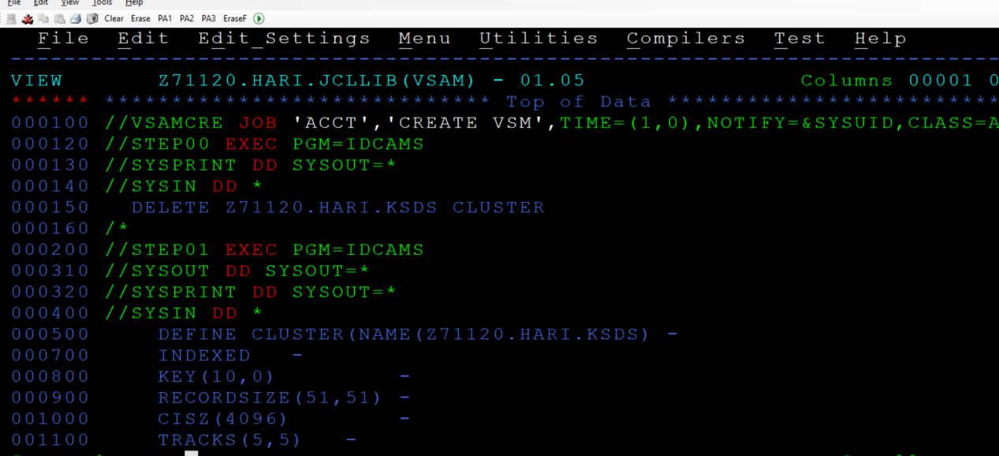 File Edit View Tools Help
Clear Erase PA1 PA2 PA3 EraseF
File Edit Edit_Settings Menu Utilities Compilers Test Help
VIEW Z71120.HARI.JCLLIB(VSAM) - 01.05 Columns 00001 0
****** ***************************** Top of Data *************************
000100 //VSAMCRE JOB 'ACCT','CREATE VSM',TIME=(1,0),NOTIFY=&SYSUID,CLASS=A
000120 //STEP00 EXEC PGM=IDCAMS
000130 //SYSPRINT DD SYSOUT=*
000140 //SYSIN DD *
000150 DELETE Z71120.HARI.KSDS CLUSTER
000160 /*
000200 //STEP01 EXEC PGM=IDCAMS
000310 //SYSOUT DD SYSOUT=*
000320 //SYSPRINT DD SYSOUT=*
000400 //SYSIN DD *
000500 DEFINE CLUSTER(NAME(Z71120.HARI.KSDS) -
000700 INDEXED -
000800 KEY(10,0) -
000900 RECORDSIZE(51,51) -
001000 CISZ(4096) -
001100 TRACKS(5,5) -